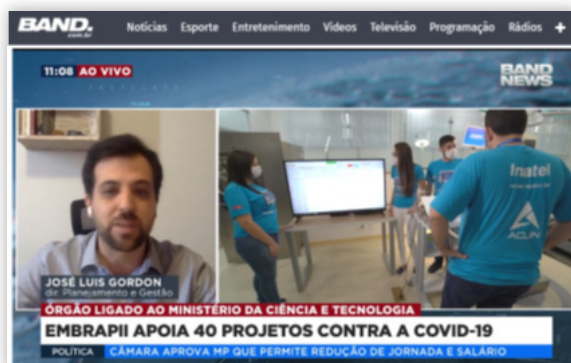 BAND.
.com.br
Notícias Esporte Entretenimento Vídeos Televisão Programação Rádios +
11:08 AO VIVO
BAND
NEWS
Inatel
ACLIN
JOSÉ LUIS GORDON
dir. Planejamento e Gestão
ÓRGÃO LIGADO AO MINISTÉRIO DA CIÊNCIA E TECNOLOGIA
EMBRAPII APOIA 40 PROJETOS CONTRA A COVID-19
POLÍTICA CÂMARA APROVA MP QUE PERMITE REDUÇÃO DE JORNADA E SALÁRIO